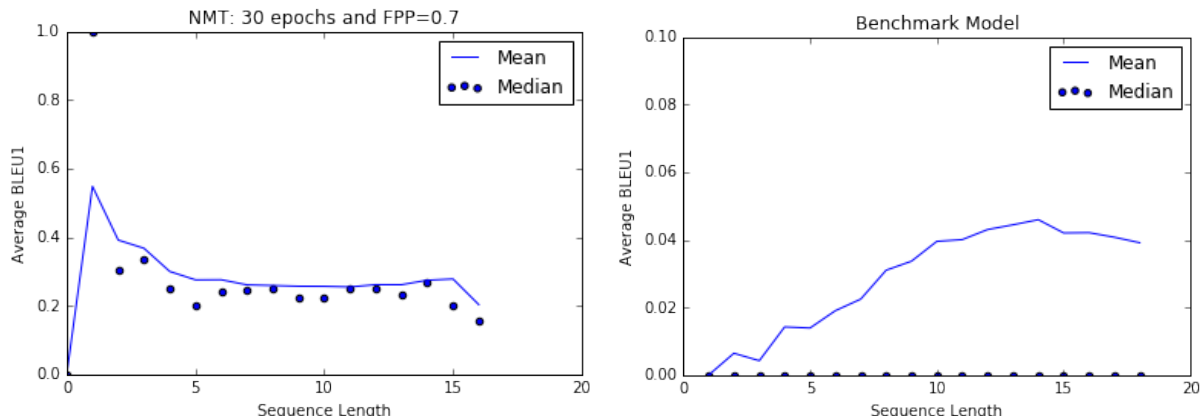 NMT: 30 epochs and FPP=0.7
1.0
0.8
0.6
0.4
0.2
0.0
Average BLEU1
Mean
Median
0
5
10
15
20
Sequence Length
Benchmark Model
0.10
0.08
0.06
0.04
0.02
0.00
Average BLEU1
Mean
Median
0
5
10
15
20
Sequence Length